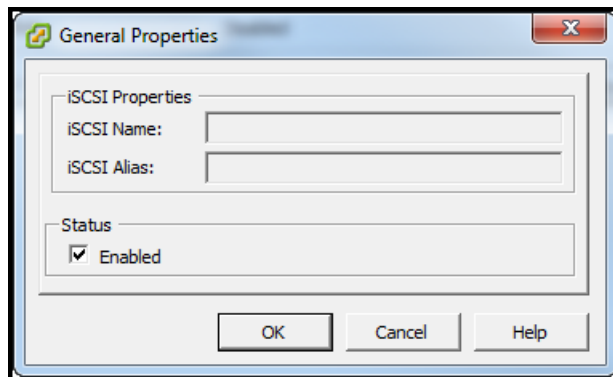 General Properties
iSCSI Properties
iSCSI Name:
iSCSI Alias:
Status
Enabled
OK
Cancel
Help